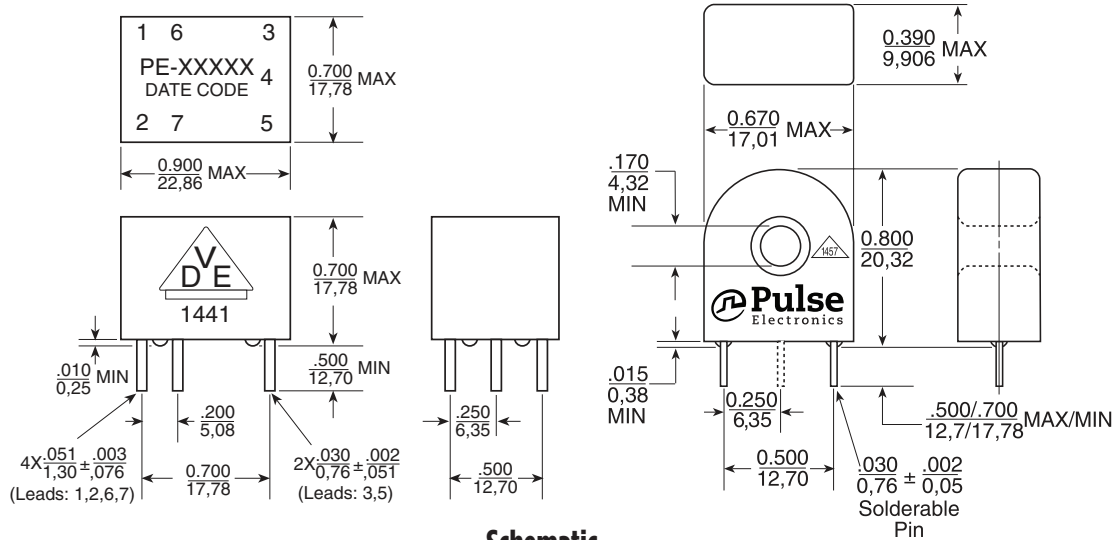 1 6 3
PE-XXXXX
4
DATE CODE
2 7 5
0.700
17,78 MAX
0.900
22,86 MAX
V
D E
1441
0.700
17,78 MAX
.010
0,25 MIN
.500
12,70 MIN
.200
5,08
4X .051
1,30 ± .003
,076
(Leads: 1,2,6,7)
0.700
17,78
2X .030
0,76 ± .002
,051
(Leads: 3,5)
.250
6,35
.500
12,70
0.390
9,906 MAX
0.670
17,01 MAX
.170
4,32
MIN
1457
0.800
20,32
Pulse
Electronics
.015
0,38
MIN
0.250
6,35
.500/.700
12,7/17,78 MAX/MIN
0.500
12,70
.030
0,76 ± .002
0,05
Solderable
Pin
Schematic